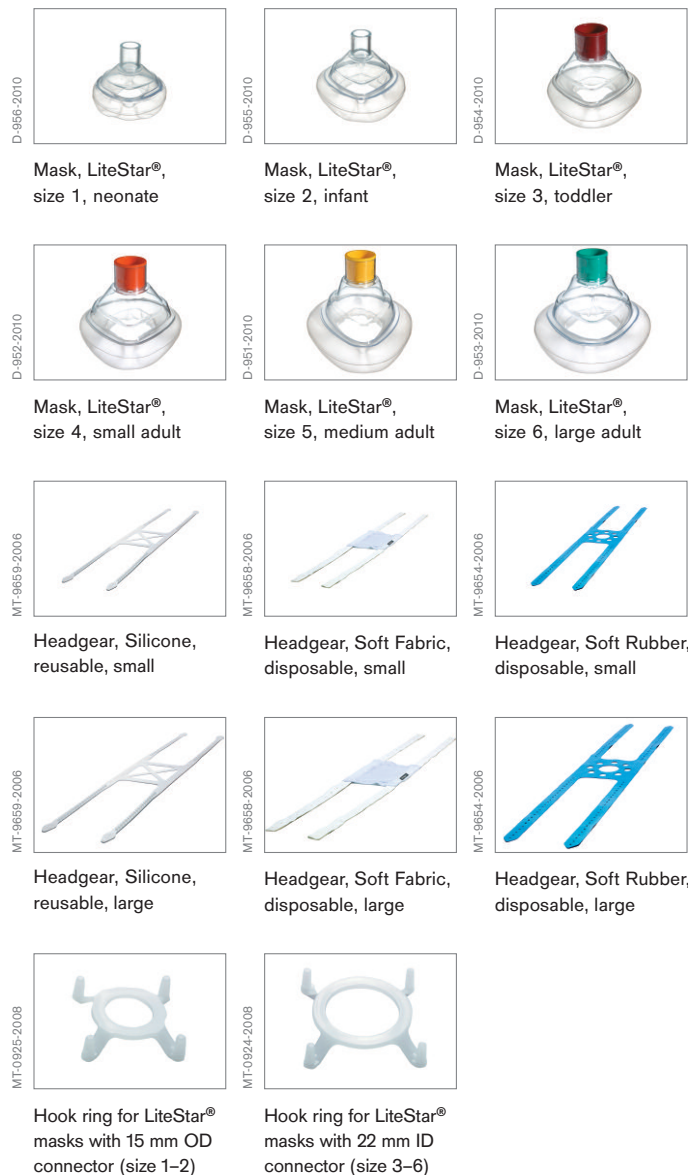 D-956-2010
D-955-2010
D-954-2010
Mask, LiteStar®,
size 1, neonate
Mask, LiteStar®,
size 2, infant
Mask, LiteStar®,
size 3, toddler
D-952-2010
D-951-2010
D-953-2010
Mask, LiteStar®,
size 4, small adult
Mask, LiteStar®,
size 5, medium adult
Mask, LiteStar®,
size 6, large adult
MT-9659-2006
MT-9658-2006
MT-9654-2006
Headgear, Silicone,
reusable, small
Headgear, Soft Fabric,
disposable, small
Headgear, Soft Rubber,
disposable, small
MT-9659-2006
MT-9658-2006
MT-9654-2006
Headgear, Silicone,
reusable, large
Headgear, Soft Fabric,
disposable, large
Headgear, Soft Rubber,
disposable, large
MT-0925-2008
MT-0924-2008
Hook ring for LiteStar®
masks with 15 mm OD
connector (size 1–2)
Hook ring for LiteStar®
masks with 22 mm ID
connector (size 3–6)